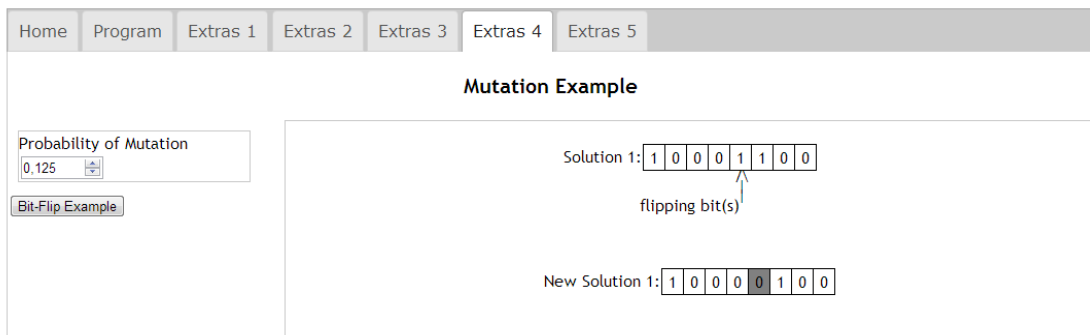 Home Program Extras 1 Extras 2 Extras 3 Extras 4 Extras 5
Mutation Example
Probability of Mutation
0,125
Bit-Flip Example
Solution 1: 1 0 0 0 1 1 0 0
flipping bit(s)
New Solution 1: 1 0 0 0 0 1 0 0